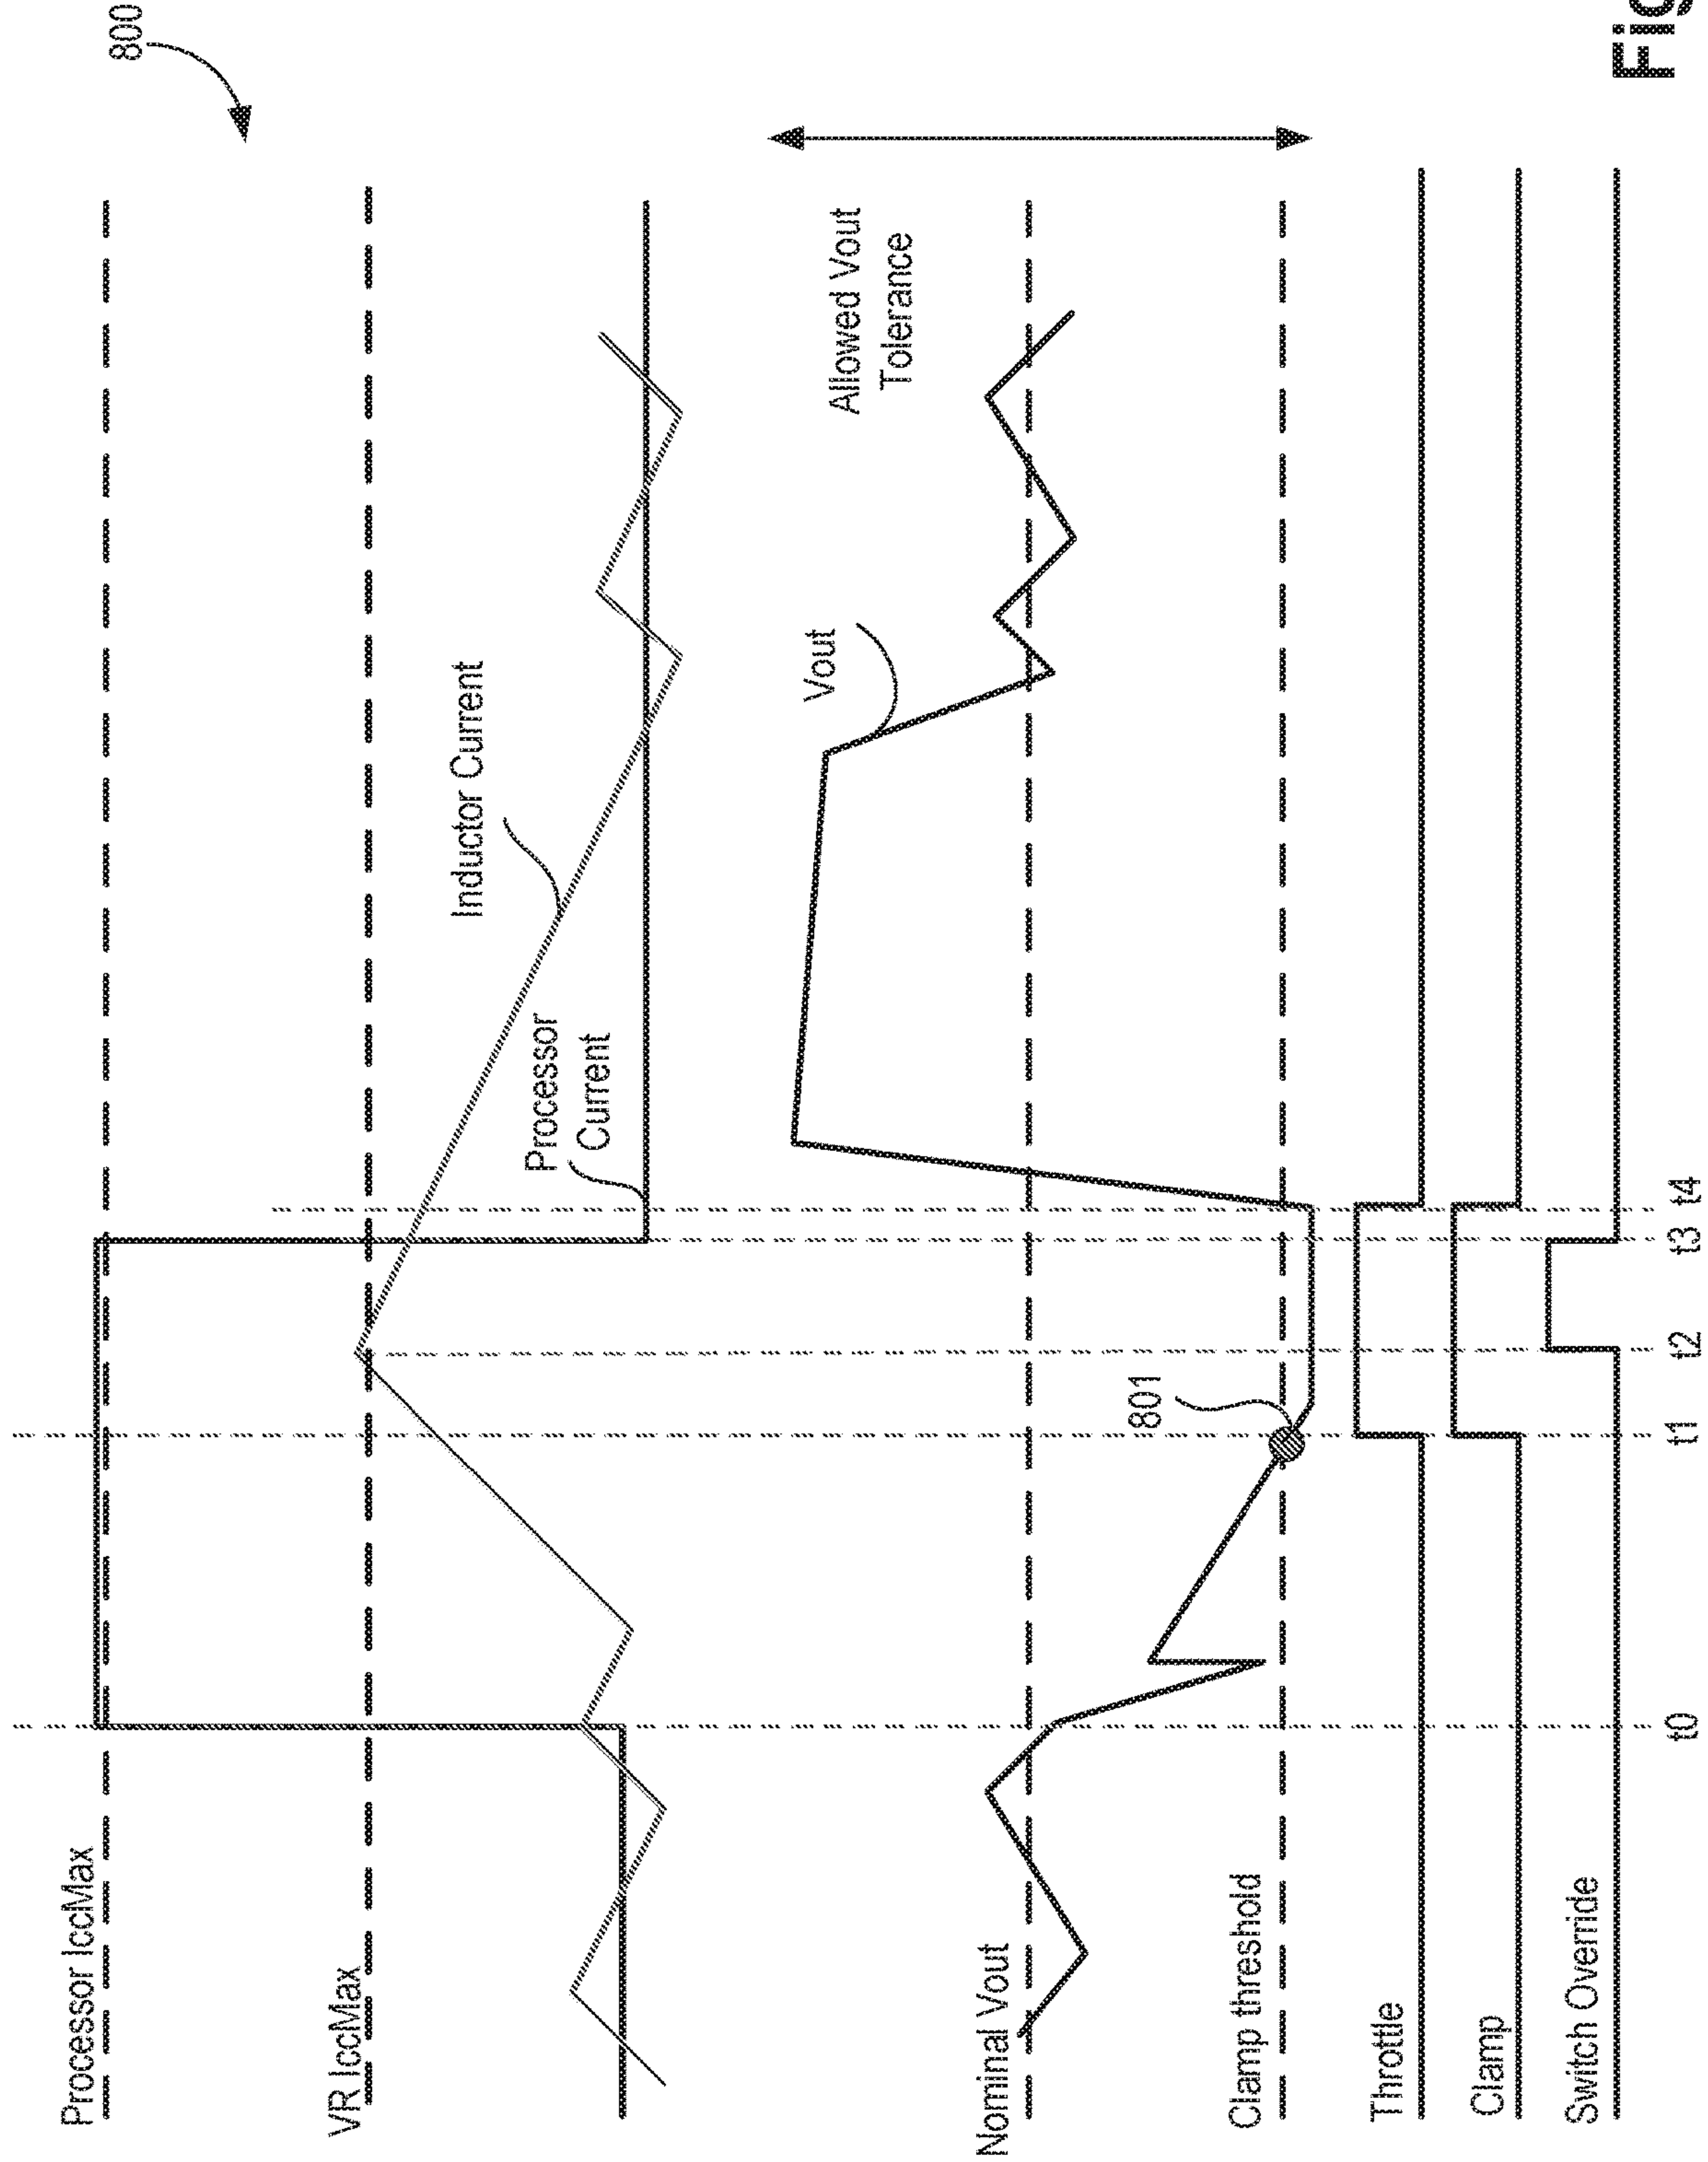 800
Processor IccMax
VR IccMax
Inductor Current
Processor
Current
Allowed Vout
Tolerance
Vout
Nominal Vout
801
Clamp threshold
Throttle
Clamp
Switch Override
t0
t1
t2
t3
t4